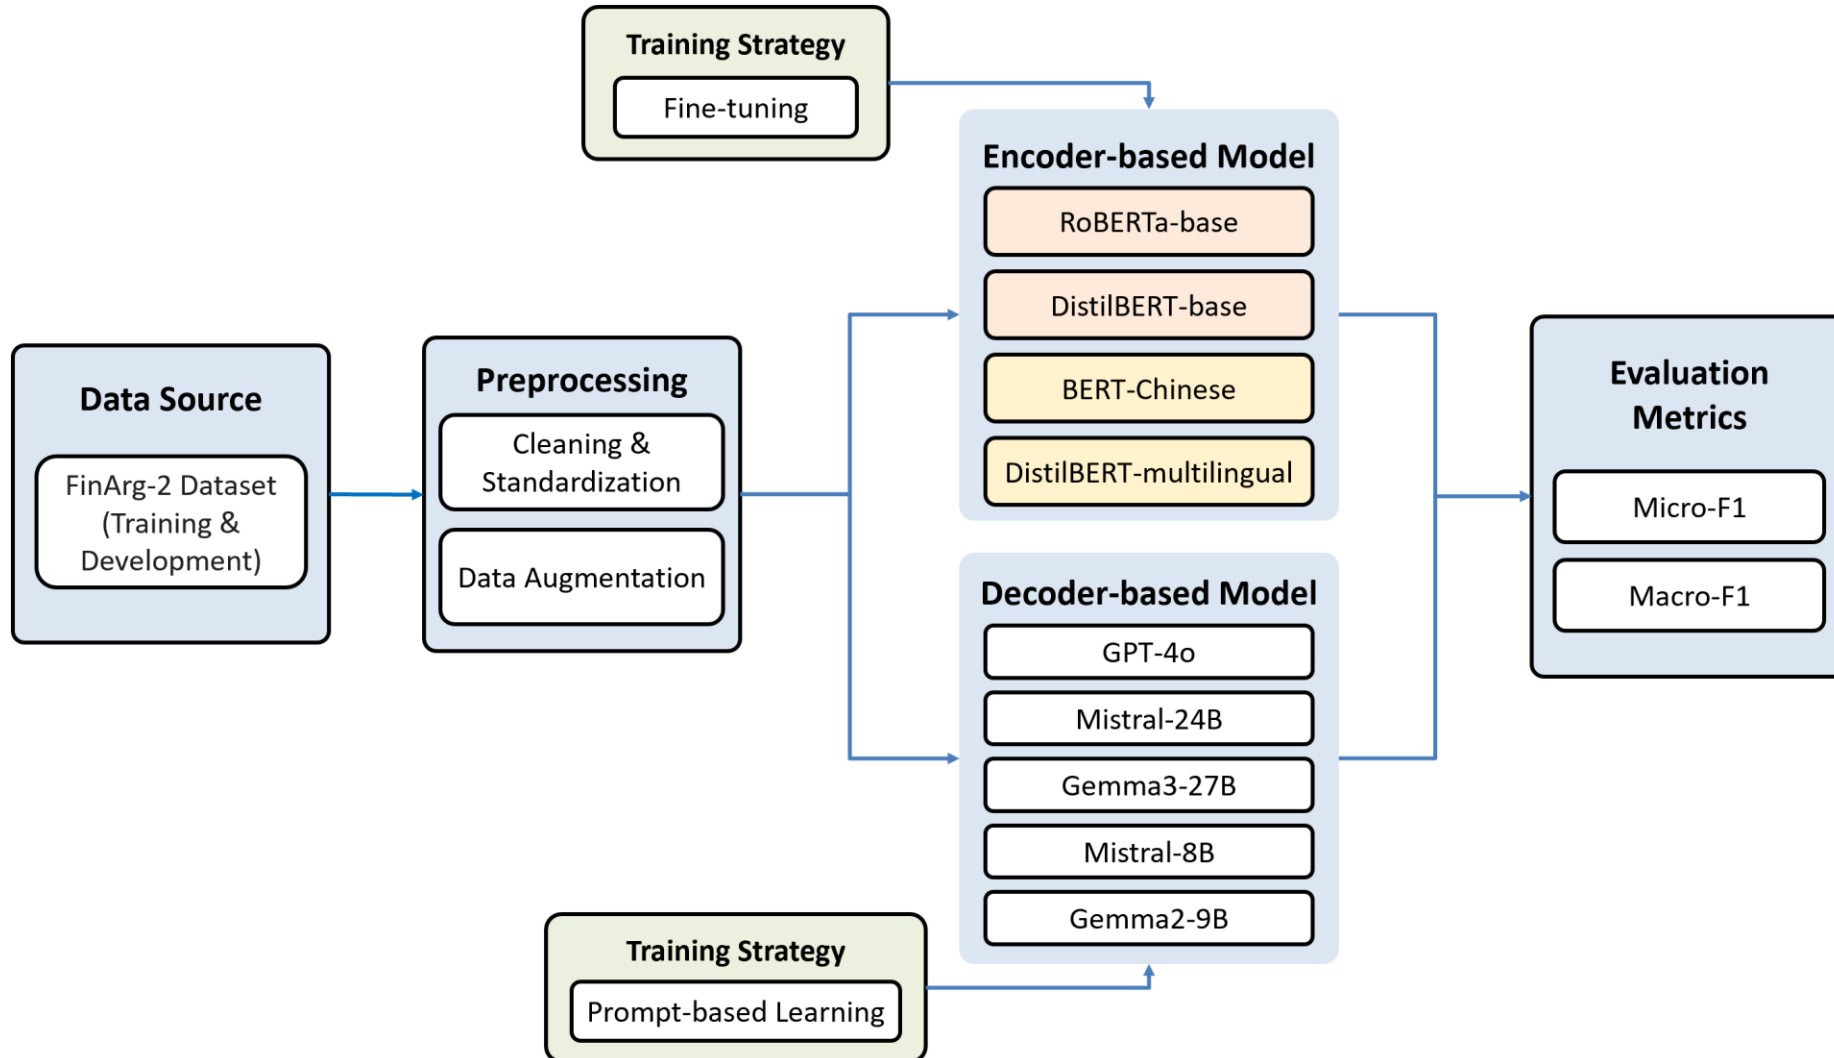 Training Strategy
Fine-tuning
Data Source
FinArg-2 Dataset
(Training &
Development)
Preprocessing
Cleaning &
Standardization
Data Augmentation
Encoder-based Model
RoBERTa-base
DistilBERT-base
BERT-Chinese
DistilBERT-multilingual
Decoder-based Model
GPT-4o
Mistral-24B
Gemma3-27B
Mistral-8B
Gemma2-9B
Training Strategy
Prompt-based Learning
Evaluation
Metrics
Micro-F1
Macro-F1